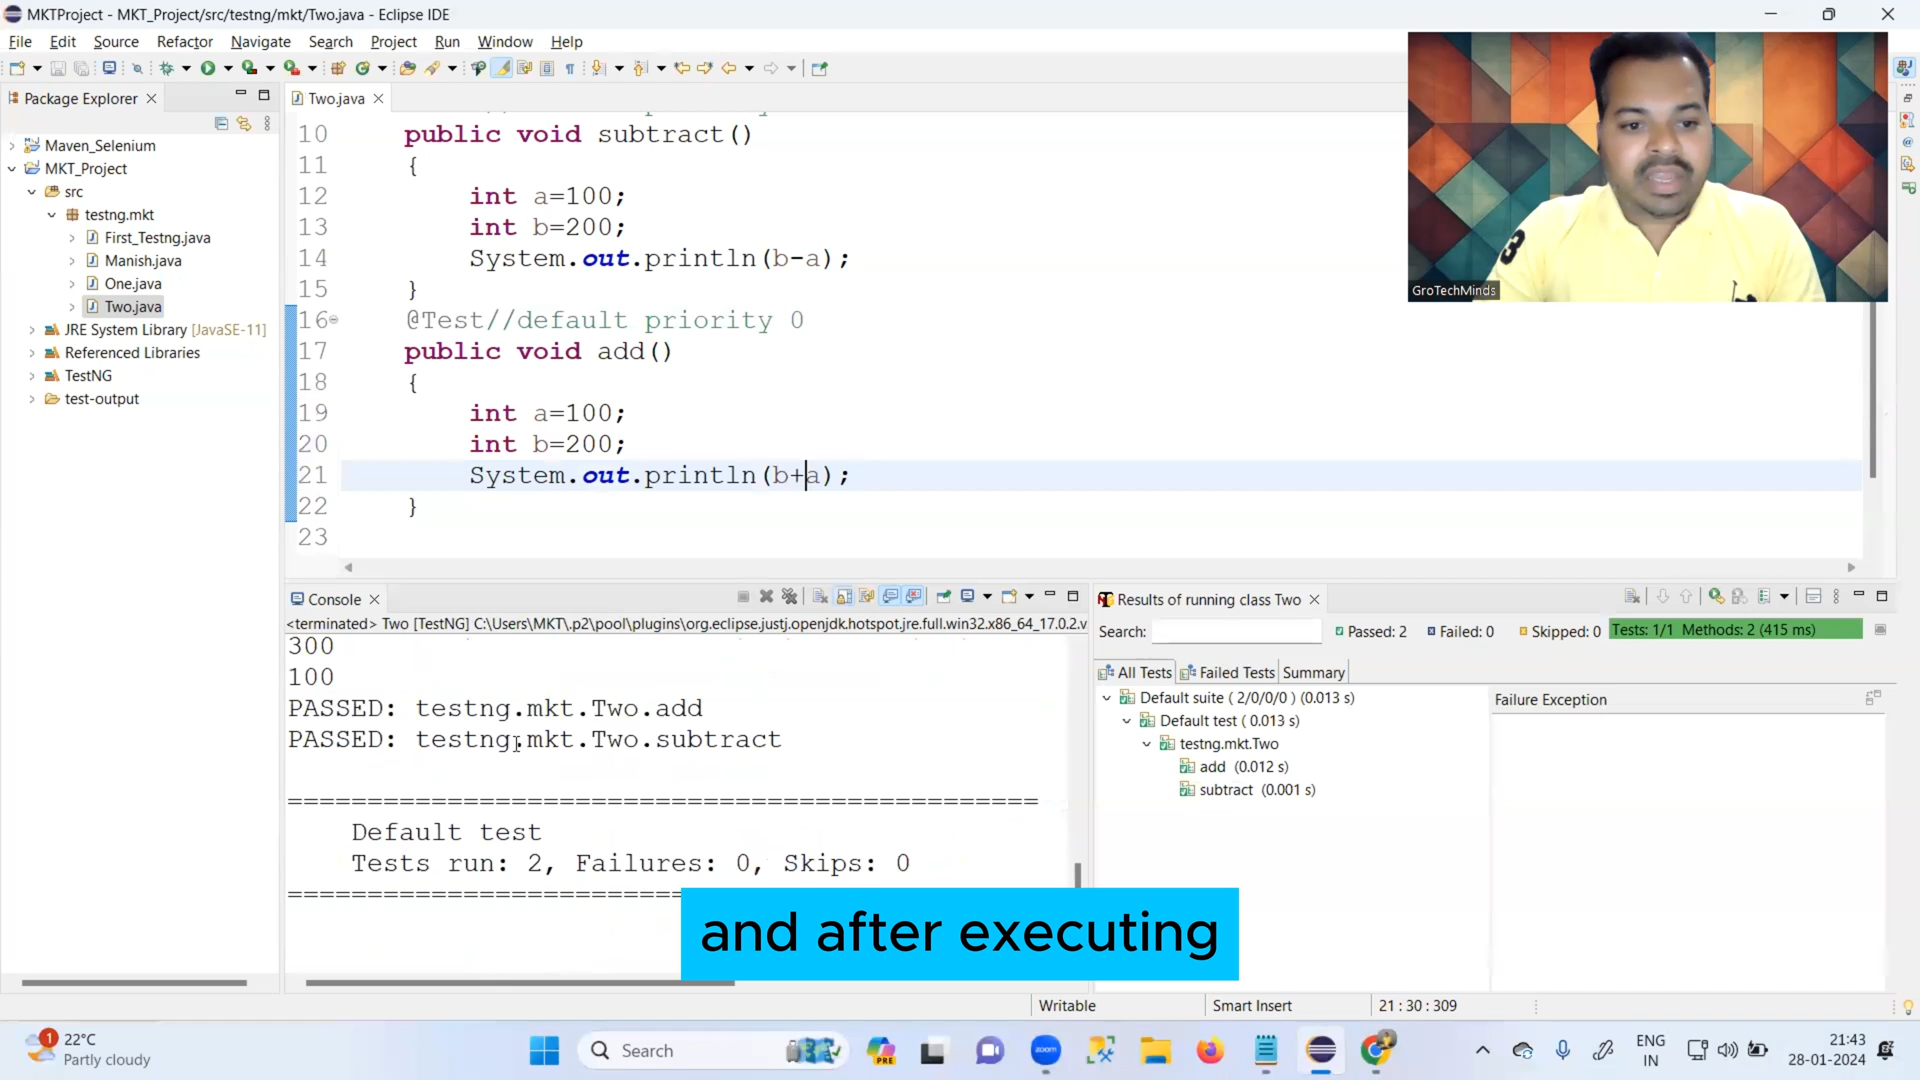 MKTProject - MKT_Project/src/testng/mkt/Two.java - Eclipse IDE
File Edit Source Refactor Navigate Search Project Run Window Help
Package Explorer
Two.java
Maven_Selenium
MKT_Project
src
testng.mkt
First_Testng.java
Manish.java
One.java
Two.java
JRE System Library [JavaSE-11]
Referenced Libraries
TestNG
test-output
10 public void subtract()
11 {
12 int a=100;
13 int b=200;
14 System.out.println(b-a);
15 }
16 @Test//default priority 0
17 public void add()
18 {
19 int a=100;
20 int b=200;
21 System.out.println(b+a);
22 }
23
3
GroTechMinds
Console
<terminated> Two [TestNG] C:\Users\MKT\.p2\pool\plugins\org.eclipse.justj.openjdk.hotspot.jre.full.win32.x86_64_17.0.2.v
300
100
PASSED: testng.mkt.Two.add
PASSED: testng.mkt.Two.subtract
===============================================
Default test
Tests run: 2, Failures: 0, Skips: 0
Results of running class Two
Search: Passed: 2 Failed: 0 Skipped: 0 Tests: 1/1 Methods: 2 (415 ms)
All Tests Failed Tests Summary
Default suite ( 2/0/0/0 ) (0.013 s)
Default test ( 0.013 s)
testng.mkt.Two
add (0.012 s)
subtract (0.001 s)
Failure Exception
and after executing
Writable Smart Insert 21 : 30 : 309
1
22°C
Partly cloudy
Search
PRE
zoom
ENG
IN
21:43
28-01-2024